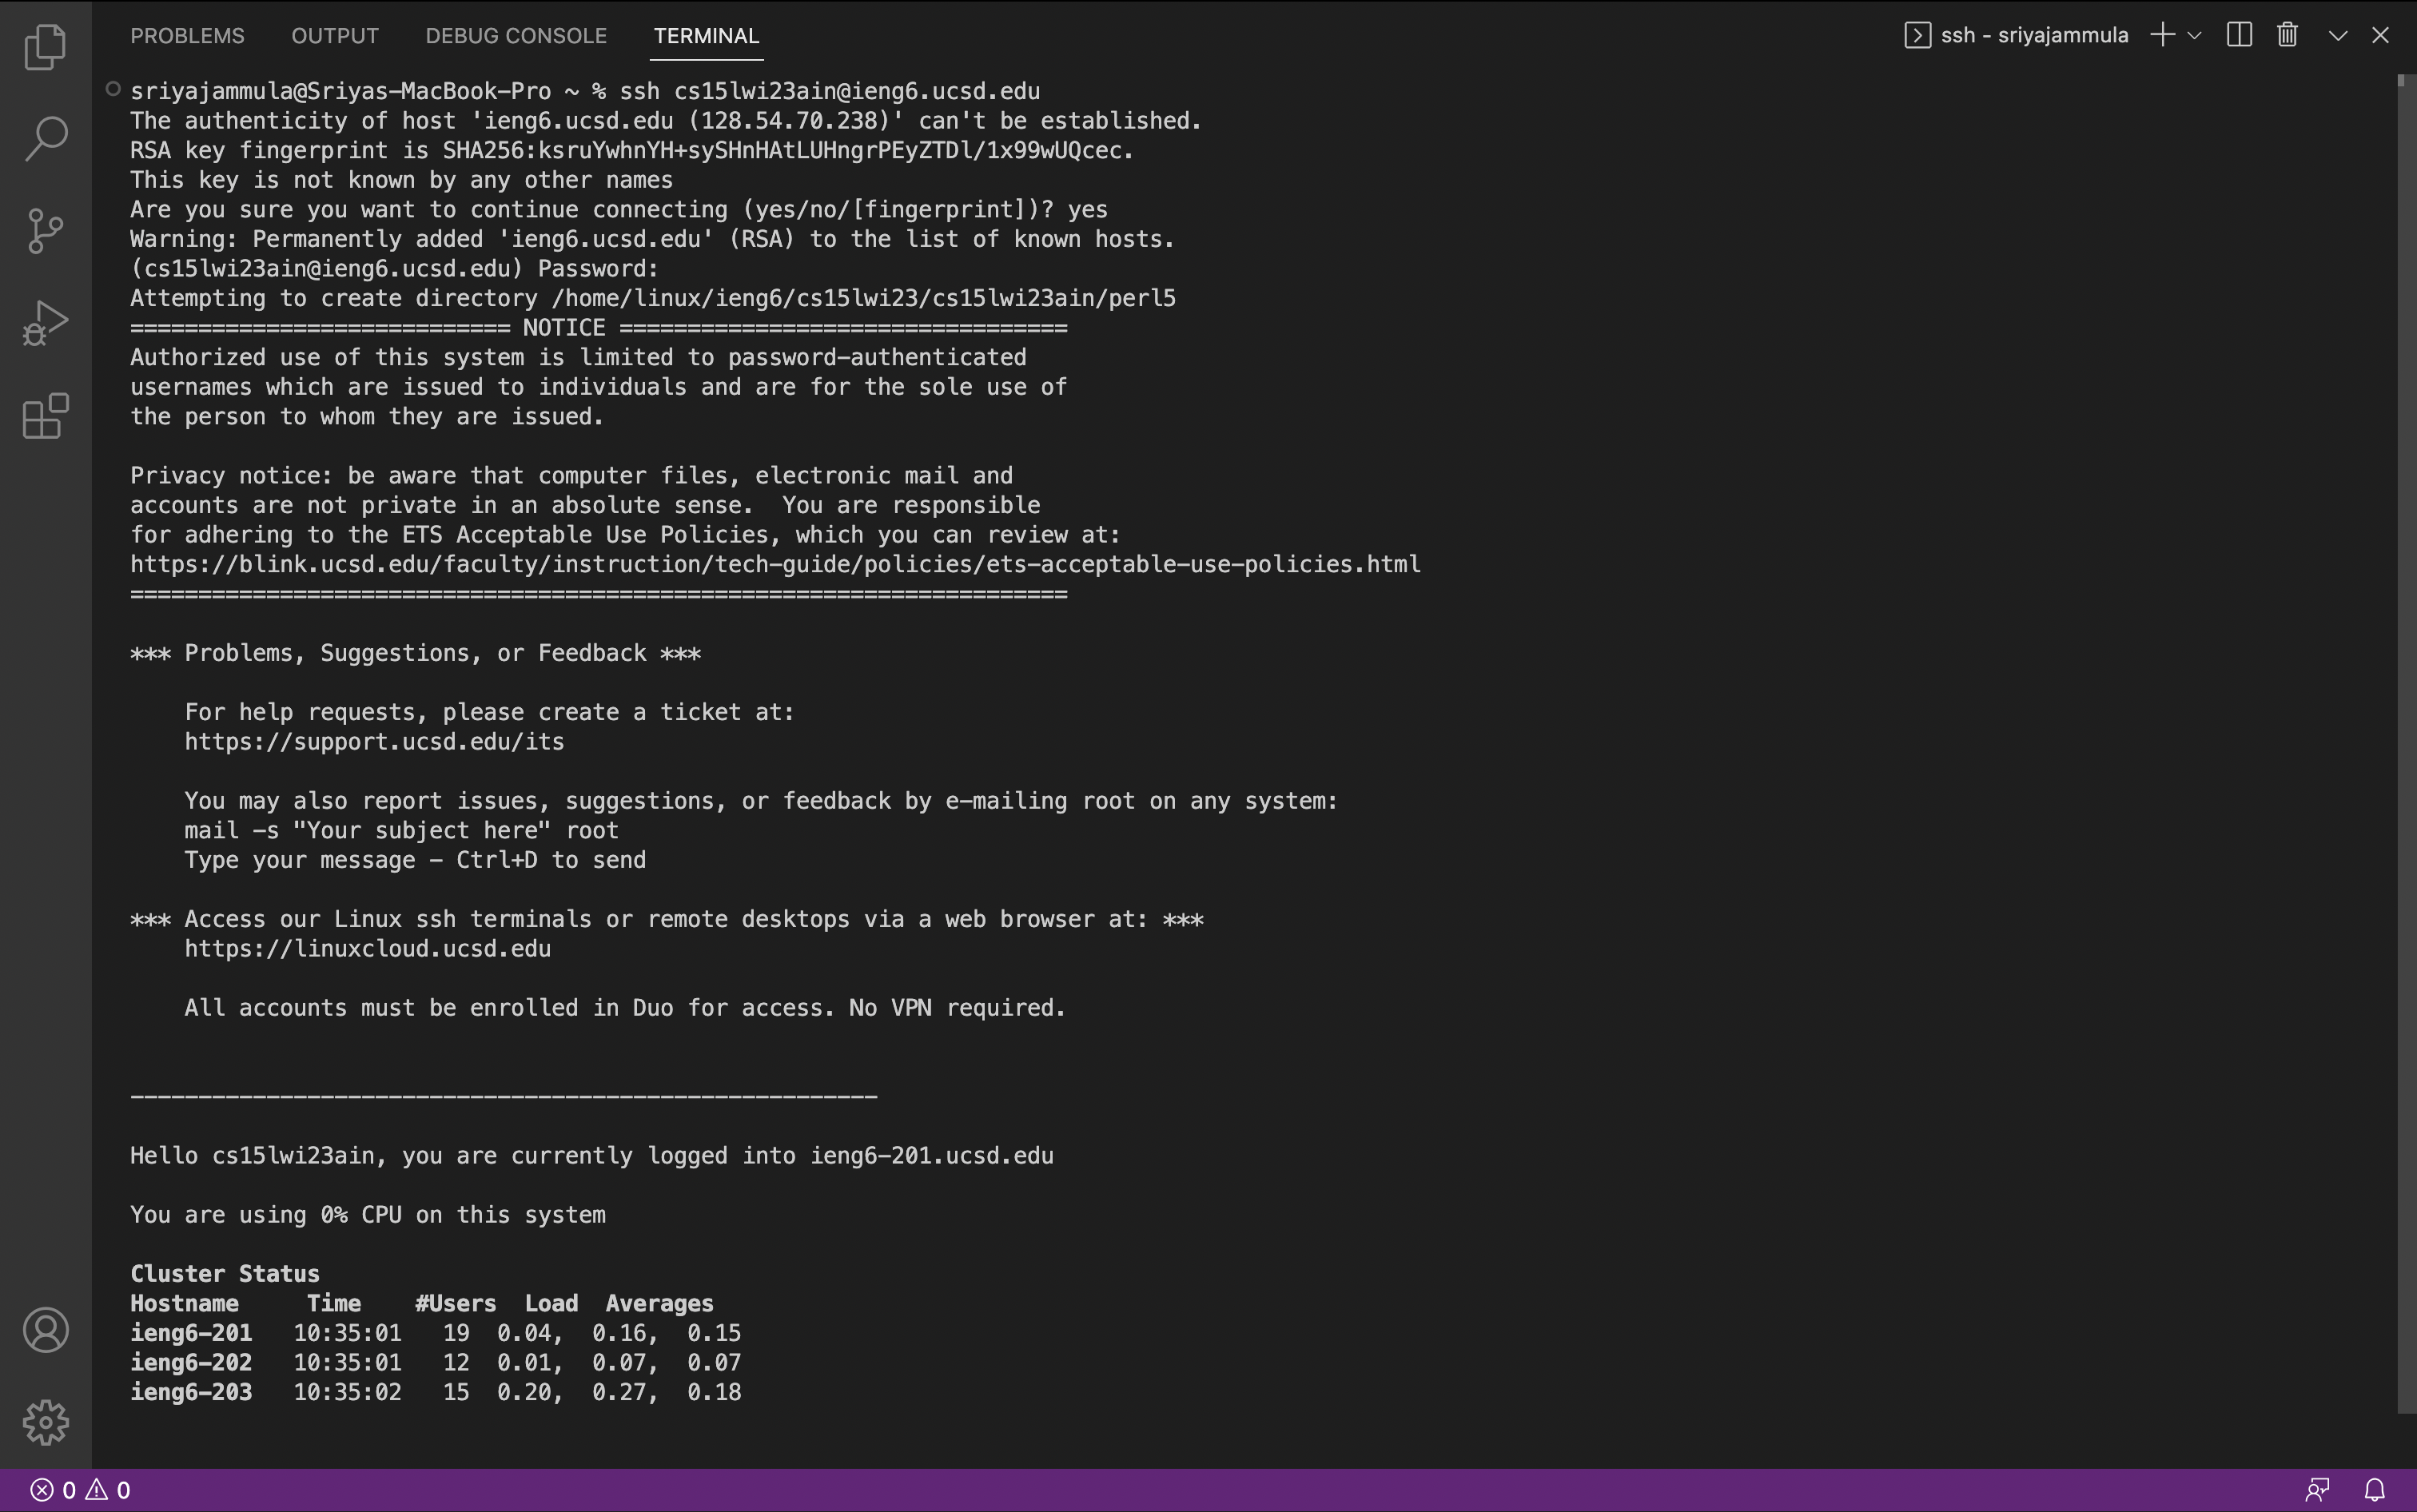 PROBLEMS OUTPUT DEBUG CONSOLE TERMINAL ssh - sriyajammula
sriyajammula@Sriyas-MacBook-Pro ~ % ssh cs15lwi23ain@ieng6.ucsd.edu
The authenticity of host 'ieng6.ucsd.edu (128.54.70.238)' can't be established.
RSA key fingerprint is SHA256:ksruYwhnYH+sySHnHAtLUHngrPEyZTDl/1x99wUQcec.
This key is not known by any other names
Are you sure you want to continue connecting (yes/no/[fingerprint])? yes
Warning: Permanently added 'ieng6.ucsd.edu' (RSA) to the list of known hosts.
(cs15lwi23ain@ieng6.ucsd.edu) Password:
Attempting to create directory /home/linux/ieng6/cs15lwi23/cs15lwi23ain/perl5
============================ NOTICE =================================
Authorized use of this system is limited to password-authenticated
usernames which are issued to individuals and are for the sole use of
the person to whom they are issued.
Privacy notice: be aware that computer files, electronic mail and
accounts are not private in an absolute sense.  You are responsible
for adhering to the ETS Acceptable Use Policies, which you can review at:
https://blink.ucsd.edu/faculty/instruction/tech-guide/policies/ets-acceptable-use-policies.html
=====================================================================
*** Problems, Suggestions, or Feedback ***
For help requests, please create a ticket at:
https://support.ucsd.edu/its
You may also report issues, suggestions, or feedback by e-mailing root on any system:
mail -s "Your subject here" root
Type your message - Ctrl+D to send
*** Access our Linux ssh terminals or remote desktops via a web browser at: ***
https://linuxcloud.ucsd.edu
All accounts must be enrolled in Duo for access. No VPN required.
-------------------------------------------------------
Hello cs15lwi23ain, you are currently logged into ieng6-201.ucsd.edu
You are using 0% CPU on this system
Cluster Status
Hostname     Time    #Users  Load  Averages
ieng6-201   10:35:01   19  0.04,  0.16,  0.15
ieng6-202   10:35:01   12  0.01,  0.07,  0.07
ieng6-203   10:35:02   15  0.20,  0.27,  0.18
0 0